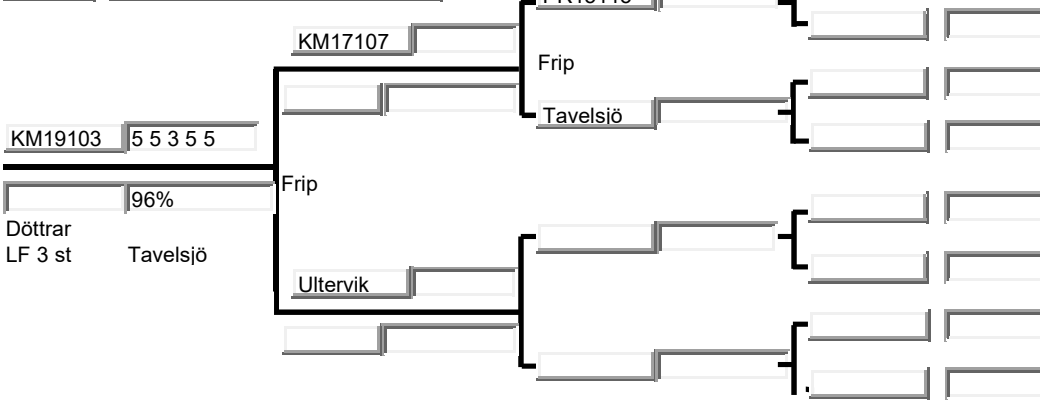 KM17107
Frip
Tavelsjö
KM19103 5 5 3 5 5
Frip
96%
Döttrar
LF 3 st Tavelsjö
Ultervik